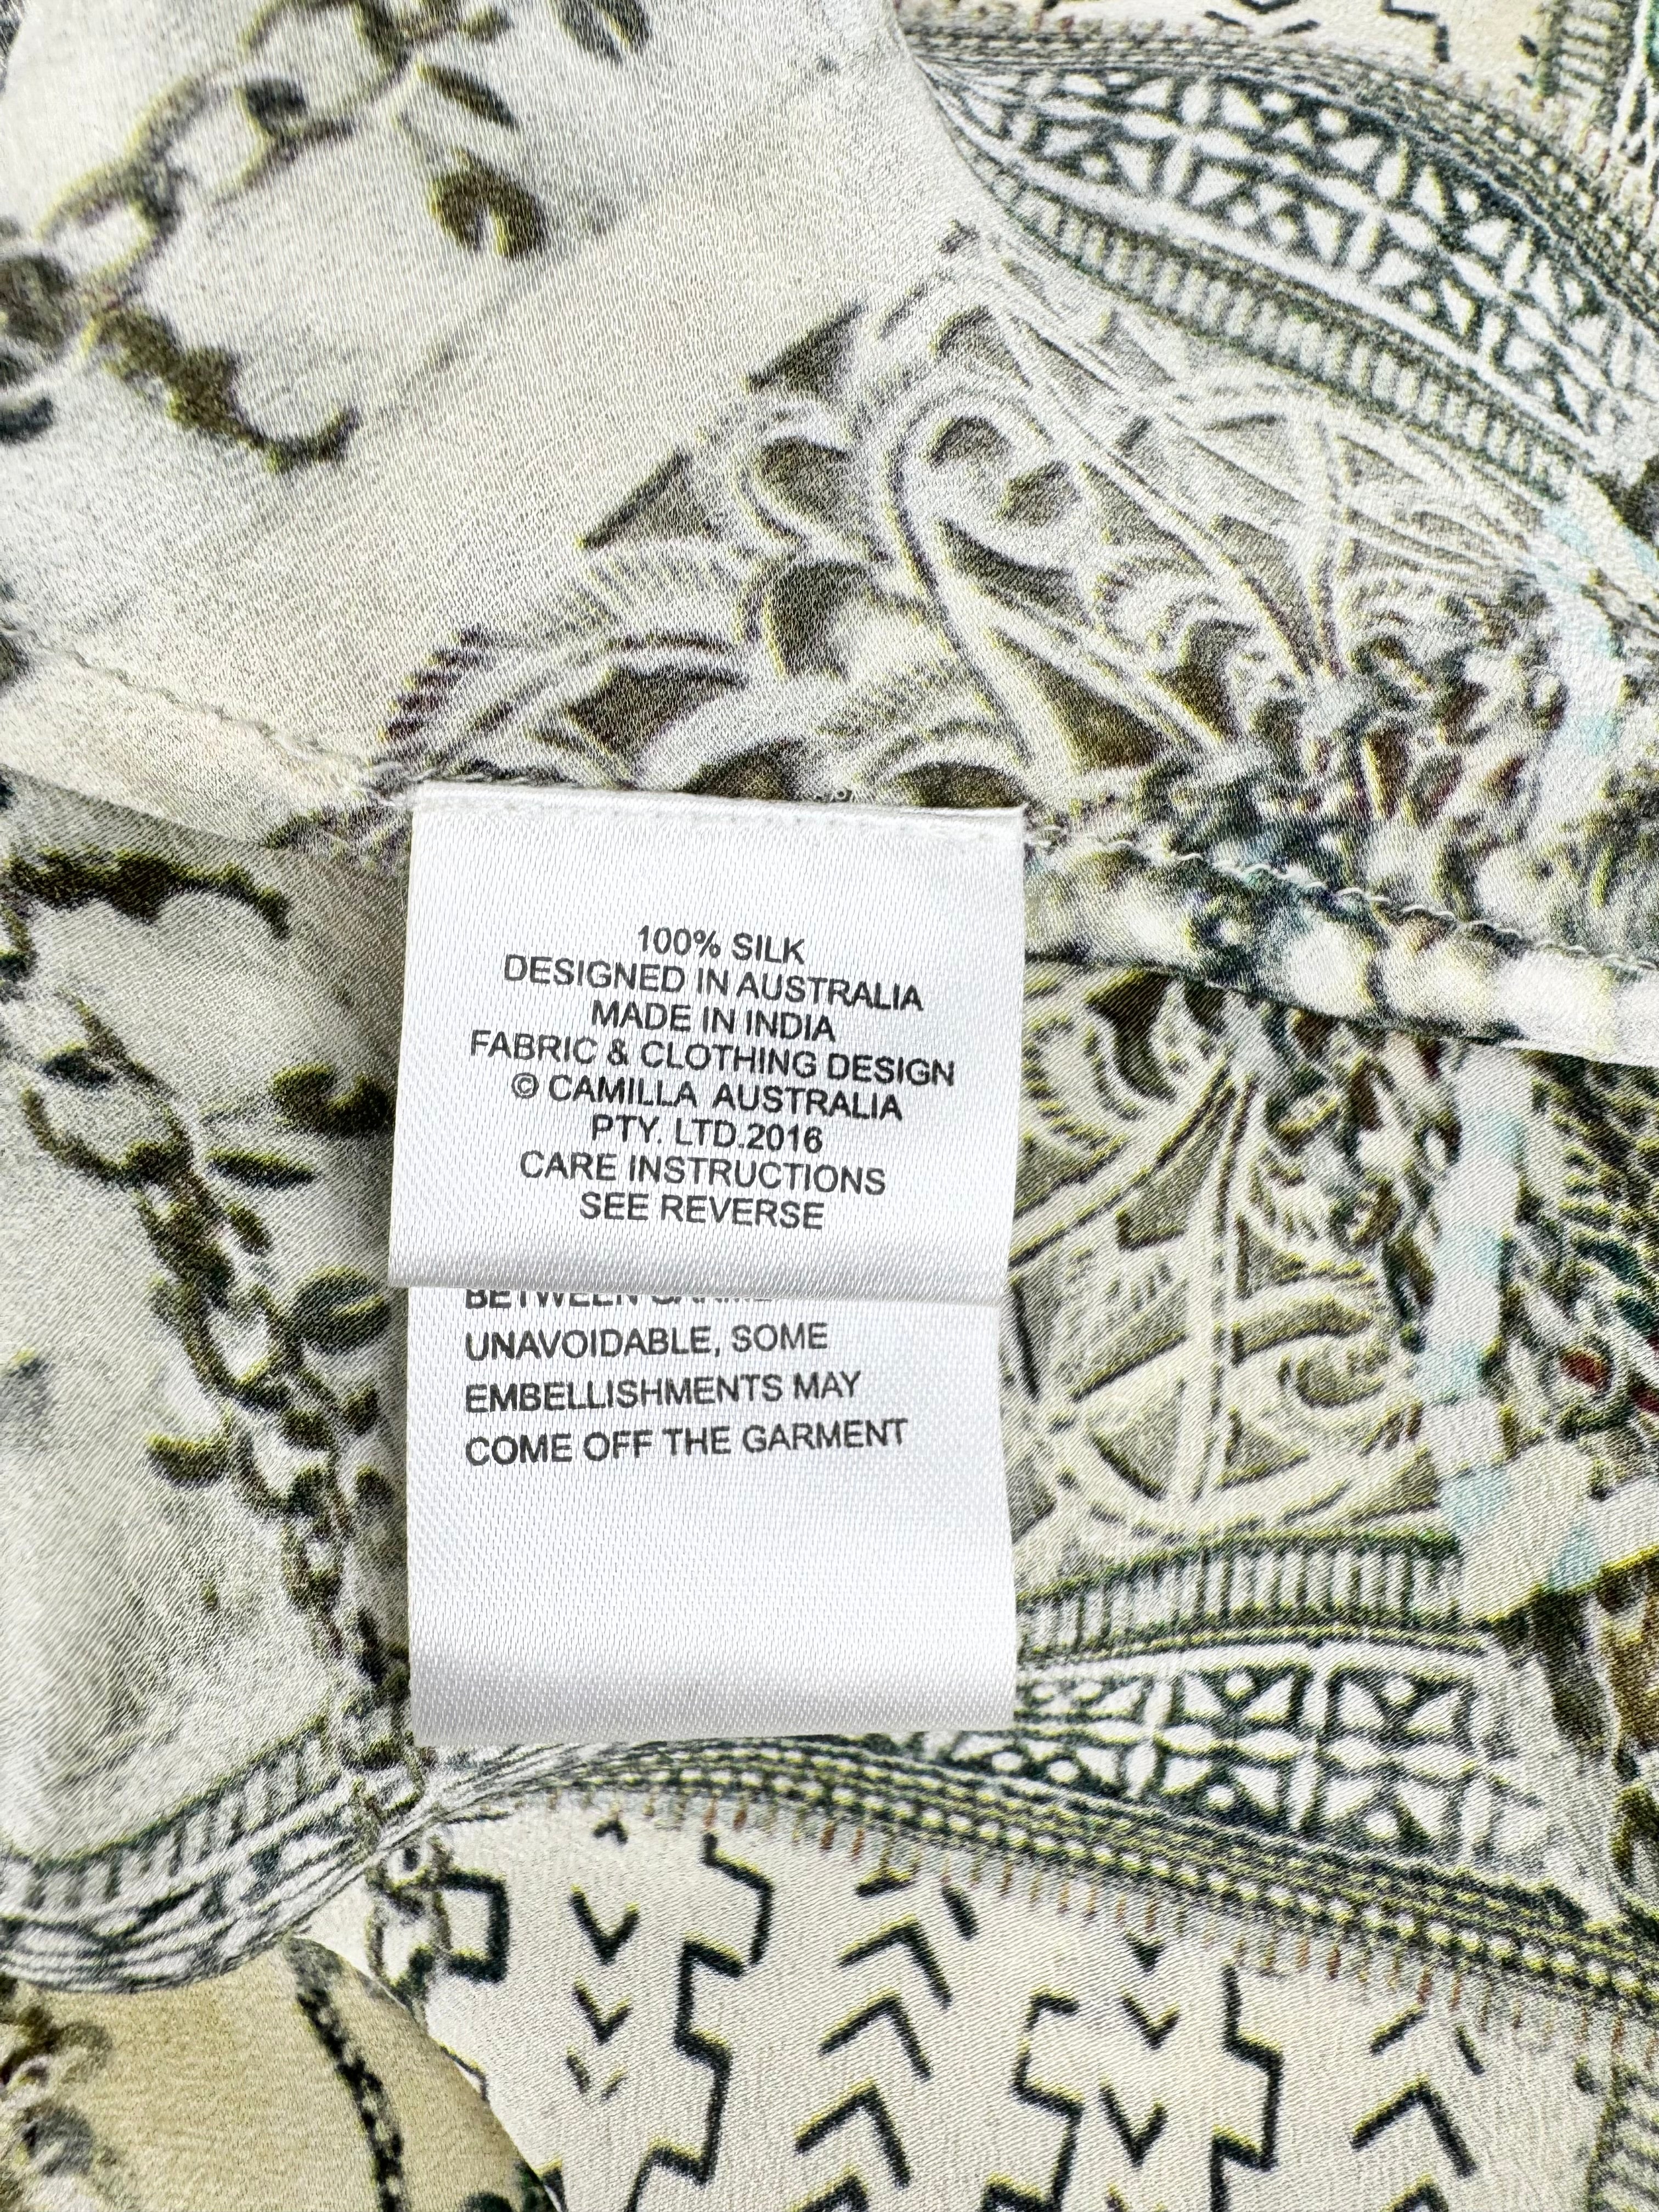 100% SILK
DESIGNED IN AUSTRALIA
MADE IN INDIA
FABRIC & CLOTHING DESIGN
© CAMILLA AUSTRALIA
PTY. LTD.2016
CARE INSTRUCTIONS
SEE REVERSE
BETWEEN
UNAVOIDABLE, SOME
EMBELLISHMENTS MAY
COME OFF THE GARMENT